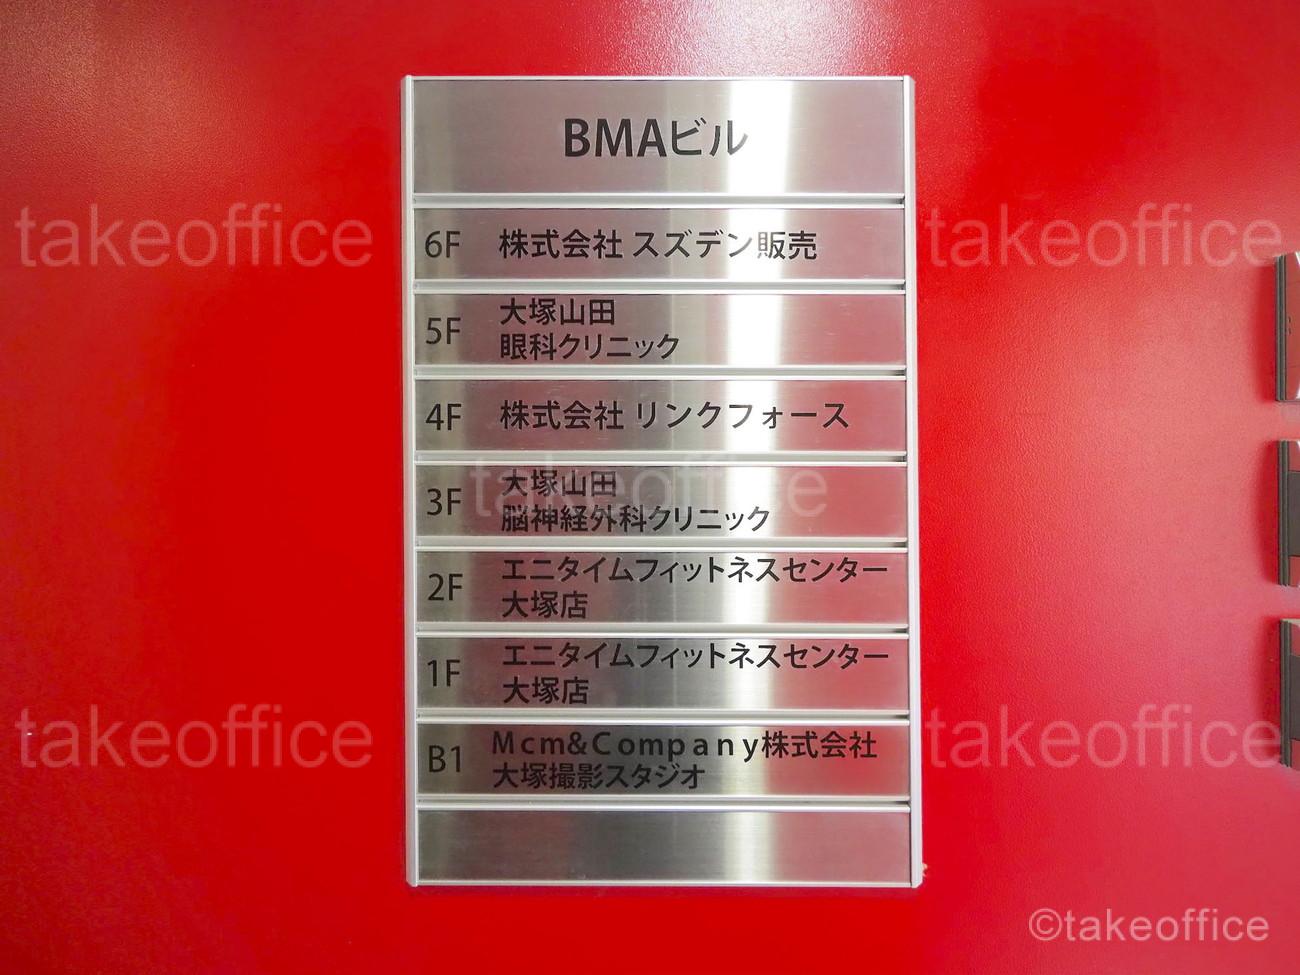 BMAビル
6F 株式会社 スズデン販売
5F 大塚山田
眼科クリニック
4F 株式会社 リンクフォース
3F 大塚山田
脳神経外科クリニック
2F エニタイムフィットネスセンター
大塚店
1F エニタイムフィットネスセンター
大塚店
B1 Mcm&Company株式会社
大塚撮影スタジオ
takeoffice
takeoffice
takeoffice
takeoffice
takeoffice
©takeoffice